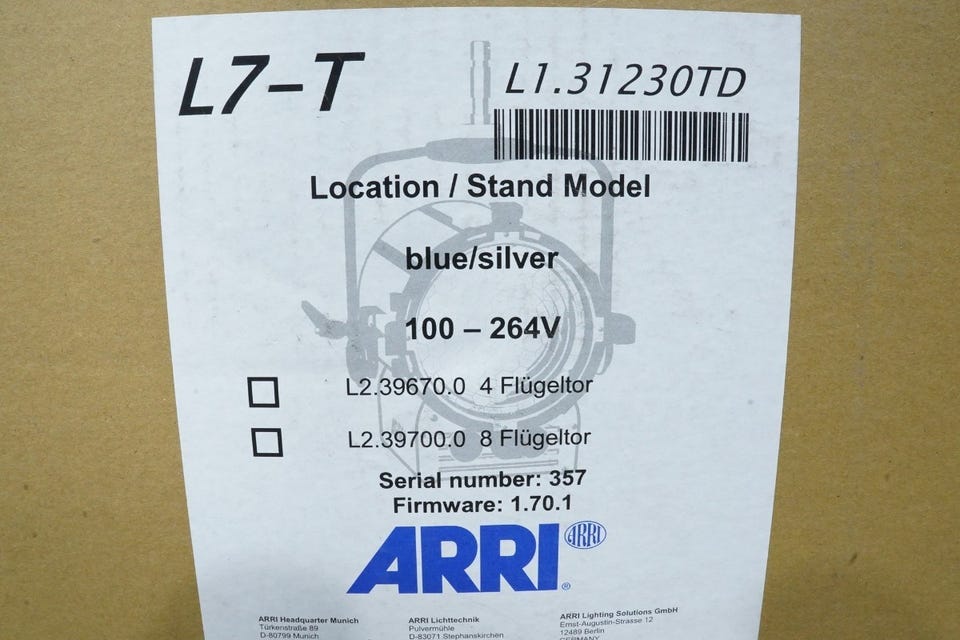 L7-T
L1.31230TD
Location / Stand Model
blue/silver
100 – 264V
L2.39670.0 4 Flügeltor
L2.39700.0 8 Flügeltor
Serial number: 357
Firmware: 1.70.1
ARRI ®
ARRI
ARRI Headquarter Munich
Türkenstraße 89
D-80799 Munich
ARRI Lichttechnik
Pulvermühle
D-83071 Stephanskirchen
ARRI Lighting Solutions GmbH
Ernst-Augustin-Strasse 12
12489 Berlin
GERMANY